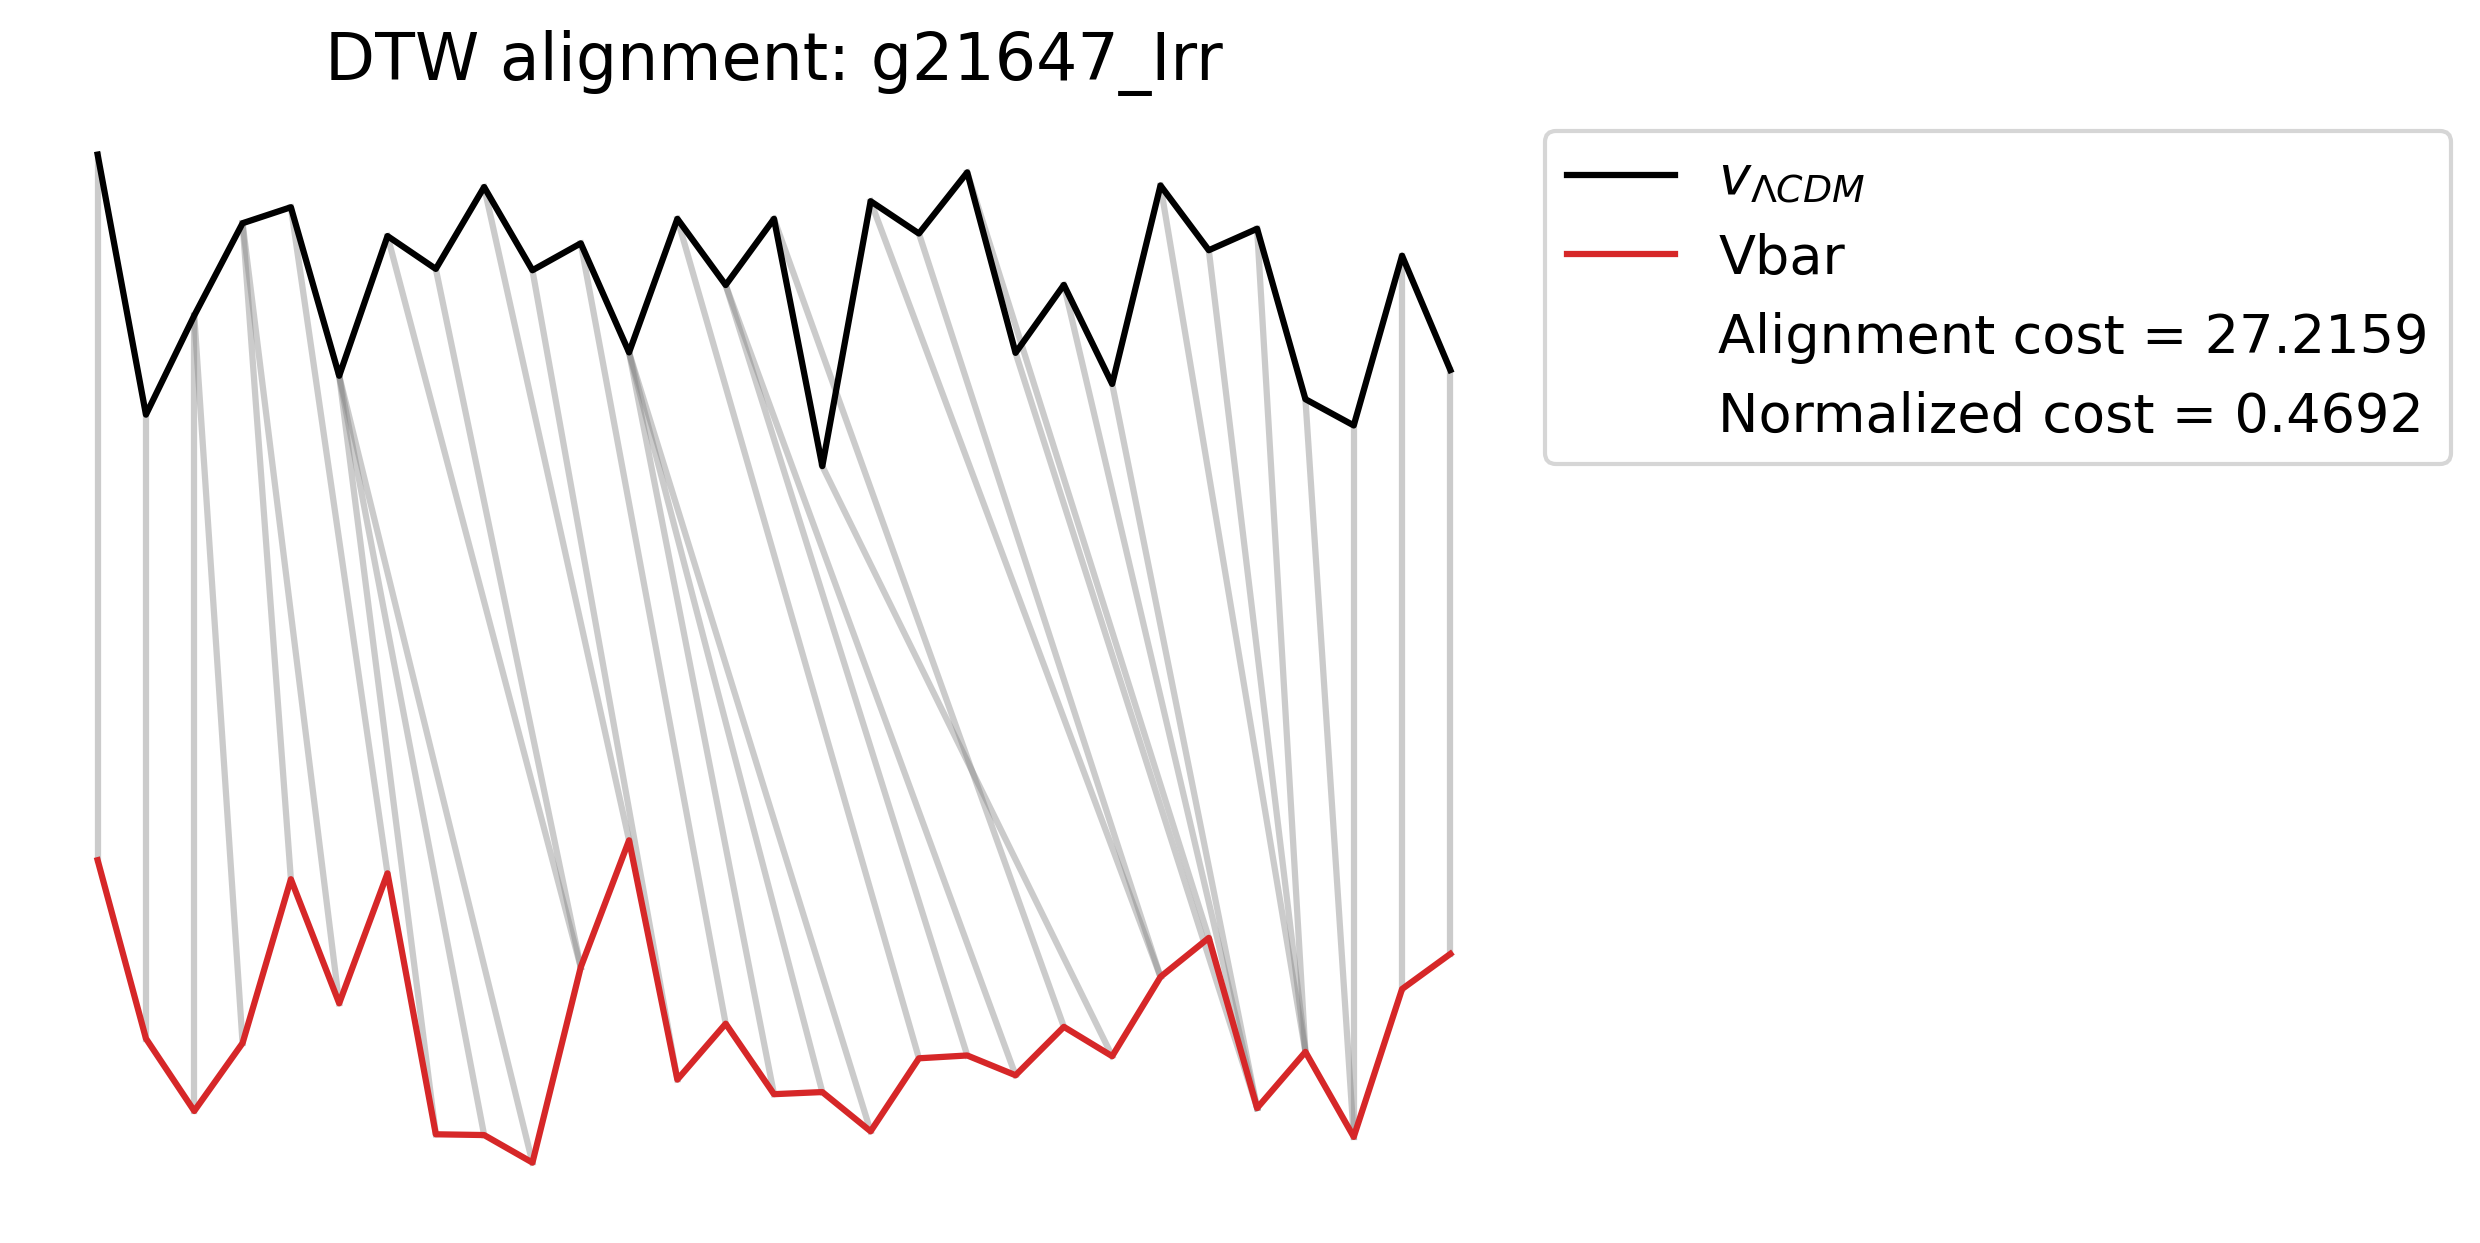 DTW alignment: g21647_Irr
v_ΛCDM
Vbar
Alignment cost = 27.2159
Normalized cost = 0.4692